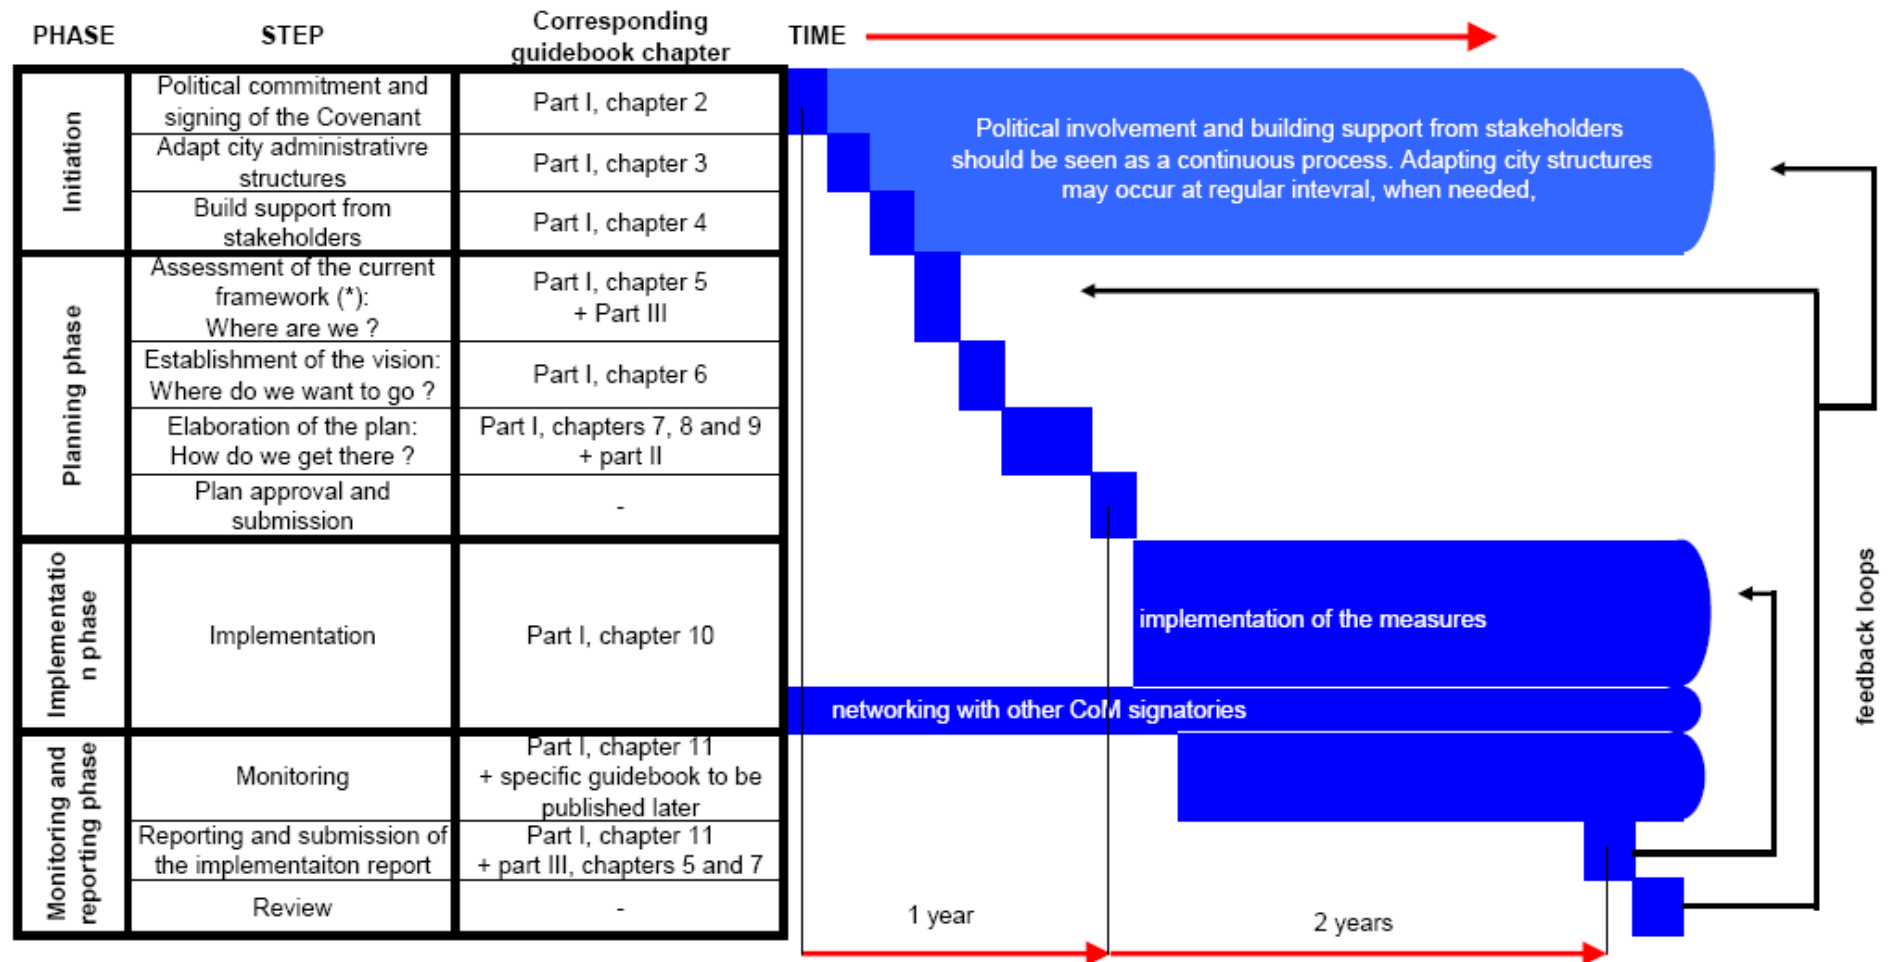 PHASE
STEP
Corresponding
guidebook chapter
TIME
Initiation
Political commitment and
signing of the Covenant
Part I, chapter 2
Adapt city administrativre
structures
Part I, chapter 3
Build support from
stakeholders
Part I, chapter 4
Political involvement and building support from stakeholders
should be seen as a continuous process. Adapting city structures
may occur at regular intevral, when needed,
Planning phase
Assessment of the current
framework (*):
Where are we ?
Part I, chapter 5
+ Part III
Establishment of the vision:
Where do we want to go ?
Part I, chapter 6
Elaboration of the plan:
How do we get there ?
Part I, chapters 7, 8 and 9
+ part II
Plan approval and
submission
-
Implementatio
n phase
Implementation
Part I, chapter 10
implementation of the measures
networking with other CoM signatories
Monitoring and
reporting phase
Monitoring
Part I, chapter 11
+ specific guidebook to be
published later
Reporting and submission of
the implementaiton report
Part I, chapter 11
+ part III, chapters 5 and 7
Review
-
1 year
2 years
feedback loops